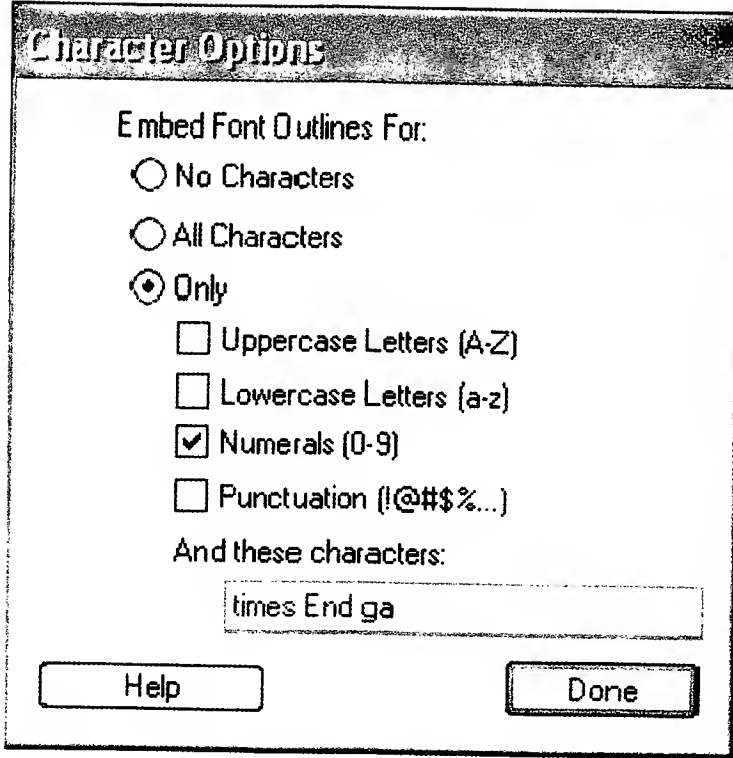 Character Options
Embed Font Outlines For:
No Characters
All Characters
Only
Uppercase Letters (A-Z)
Lowercase Letters (a-z)
Numerals (0-9)
Punctuation (!@#$%...)
And these characters:
times End ga
Help
Done